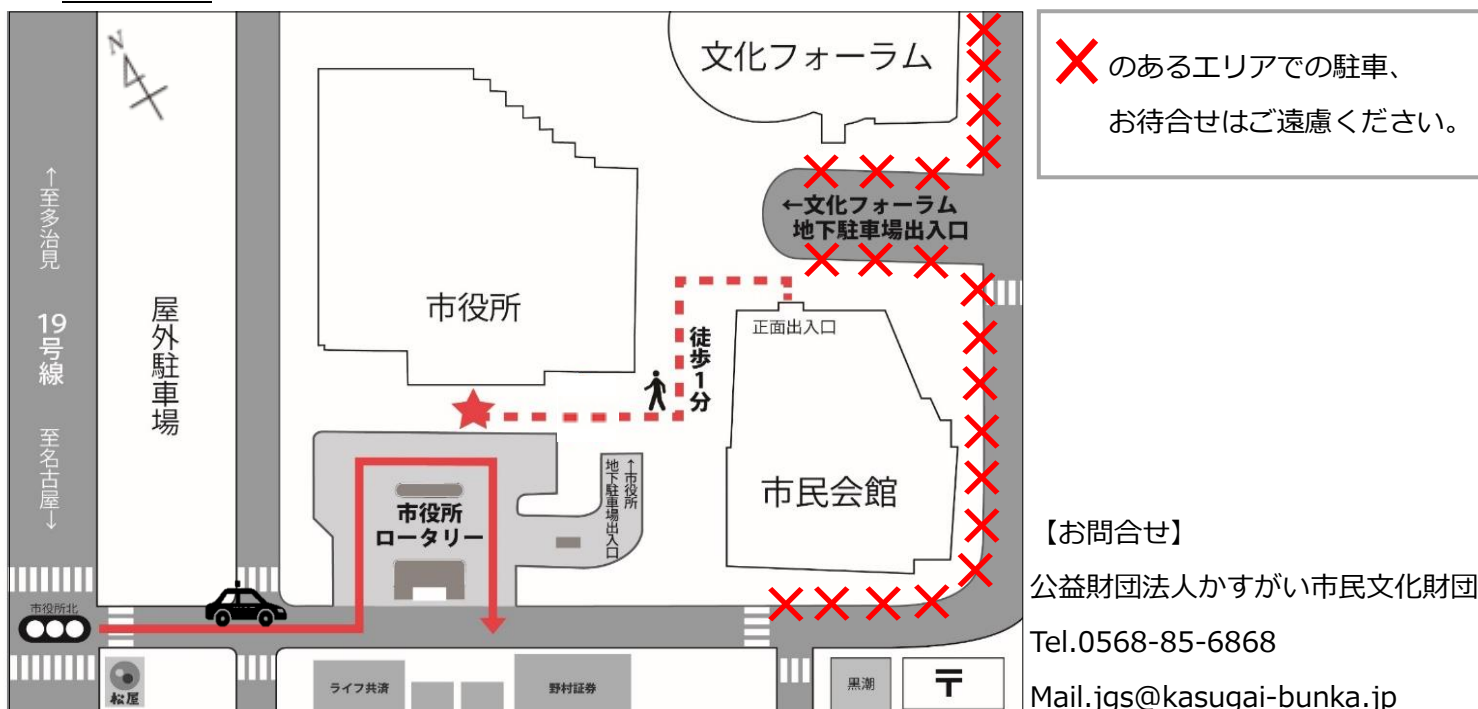 N
文化フォーラム
のあるエリアでの駐車、
お待合せはご遠慮ください。
↑至多治見
19号線
至名古屋↓
屋外駐車場
市役所
←文化フォーラム
地下駐車場出入口
正面出入口
徒歩1分
市民会館
市役所
ロータリー
↑市役所
地下駐車場出入口
市役所北
松屋
ライフ共済
野村証券
黒潮
〒
【お問合せ】
公益財団法人かすがい市民文化財団
Tel.0568-85-6868
Mail.jgs@kasugai-bunka.jp